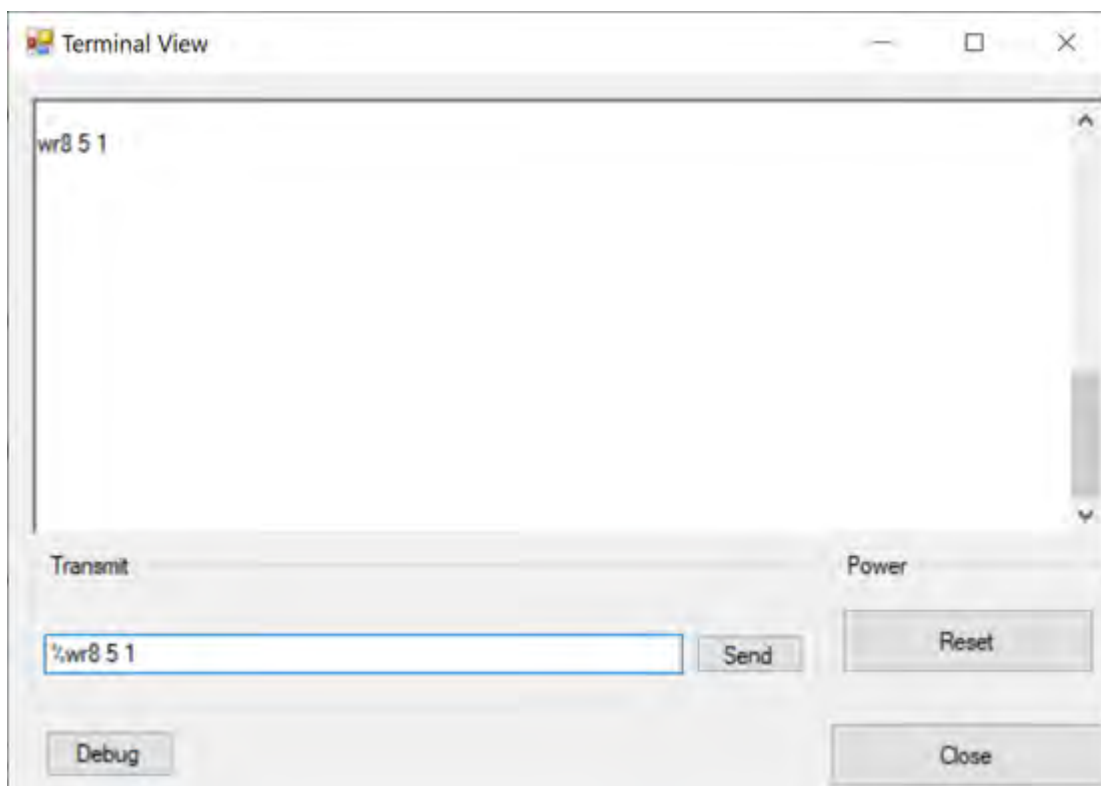 Terminal View
wr8 5 1
Transmit
Power
%wr8 5 1
Send
Reset
Debug
Close